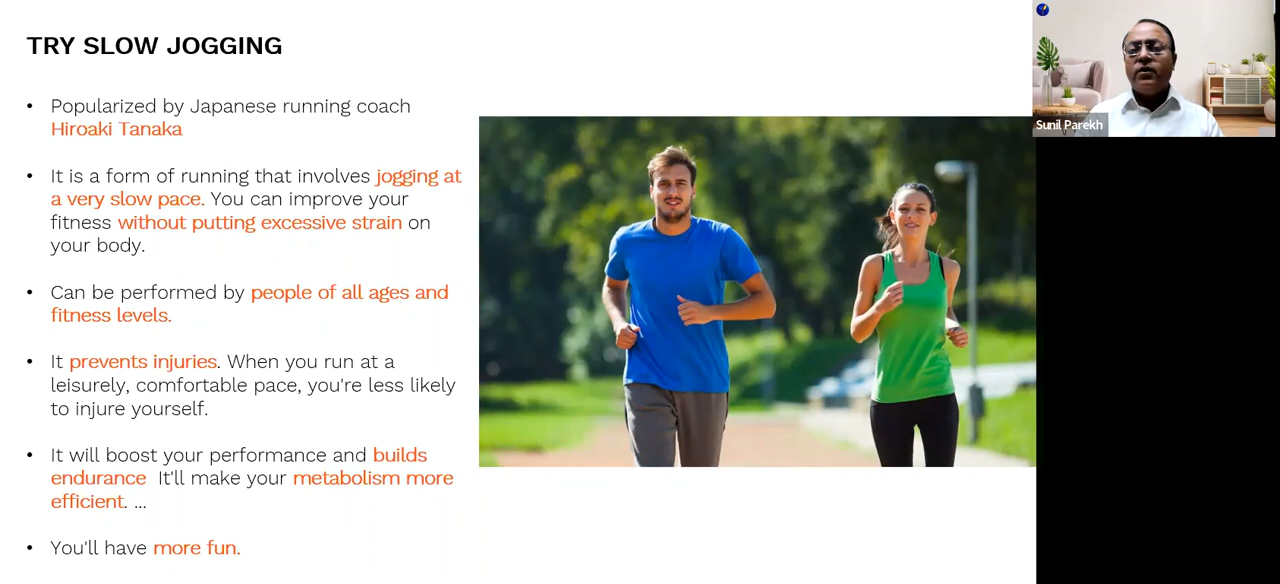 TRY SLOW JOGGING
• Popularized by Japanese running coach
Hiroaki Tanaka
• It is a form of running that involves jogging at
a very slow pace. You can improve your
fitness without putting excessive strain on
your body.
• Can be performed by people of all ages and
fitness levels.
• It prevents injuries. When you run at a
leisurely, comfortable pace, you're less likely
to injure yourself.
• It will boost your performance and builds
endurance It'll make your metabolism more
efficient. ...
• You'll have more fun.
Sunil Parekh